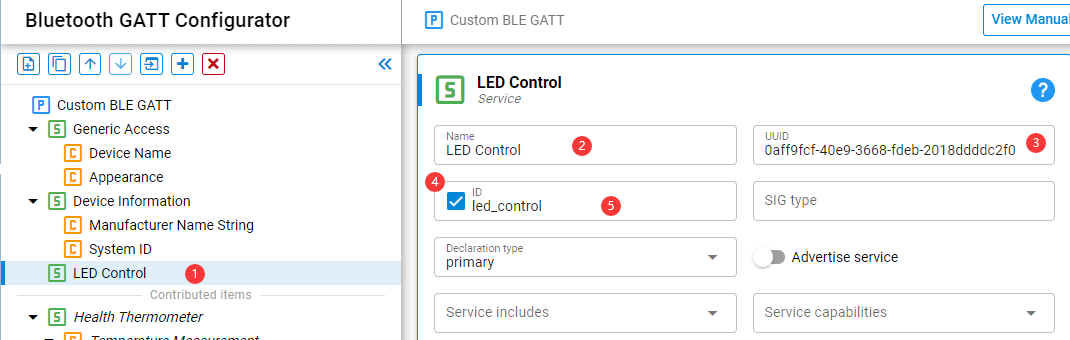 Bluetooth GATT Configurator
P Custom BLE GATT
View Manual
P Custom BLE GATT
S Generic Access
C Device Name
C Appearance
S Device Information
C Manufacturer Name String
C System ID
S LED Control 1
Contributed items
S Health Thermometer
C Temperature Measurement
S LED Control
Service
?
Name
LED Control 2
UUID
0aff9fcf-40e9-3668-fdeb-2018ddddc2f0 3
4
ID
led_control 5
SIG type
Declaration type
primary
Advertise service
Service includes
Service capabilities